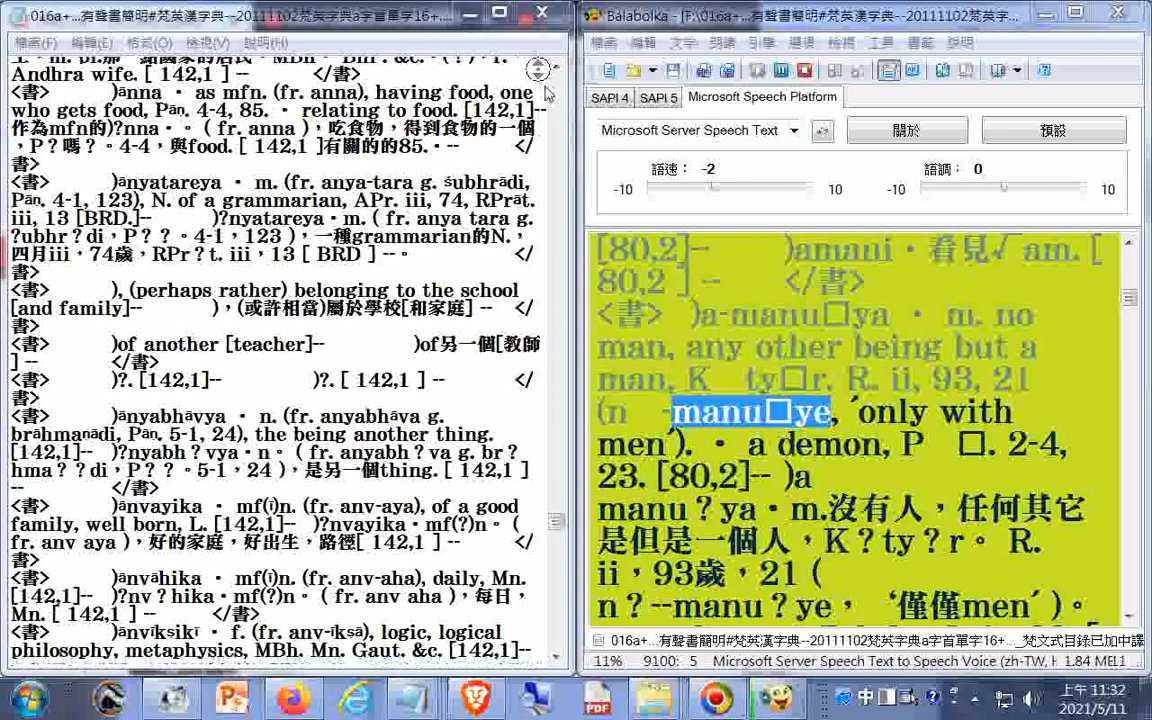 016a+...有聲書簡明#梵英漢字典--20111102梵英字典a字首單字16+...
檔案(F) 編輯(E) 格式(O) 檢視(V) 說明(H)
Andhra wife. [ 142,1 ] -- </書>
<書> )ānna · as mfn. (fr. anna), having food, one
who gets food, Pāṇ. 4-4, 85. · relating to food. [142,1]--
作為mfn的)?nna · 。( fr. anna ),吃食物,得到食物的一個
,P?嗎?。4-4,與food. [ 142,1 ]有關的的85. · -- </
書>
<書> )ānyatareya · m. (fr. anya-tara g. śubhrādi,
Pāṇ. 4-1, 123), N. of a grammarian, APr. iii, 74, RPrāt.
iii, 13 [BRD.]-- )?nyatareya · m. ( fr. anya tara g.
?ubhr?di,P??。4-1,123 ),一種grammarian的N.,
四月iii,74歲,RPr?t. iii,13 [ BRD ] --。 </
書>
<書> ), (perhaps rather) belonging to the school
[and family]-- ),(或許相當)屬於學校[和家庭] -- </
書>
<書> )of another [teacher]-- )of另一個[教師
] -- </書>
<書> )?. [142,1]-- )?. [ 142,1 ] -- </
書>
<書> )ānyabhāvya · n. (fr. anyabhāva g.
brāhmaṇādi, Pāṇ. 5-1, 24), the being another thing.
[142,1]-- )?nyabh?vya · n. ( fr. anyabh?va g. br?
hma??di,P??。5-1,24 ),是另一個thing. [ 142,1 ]
-- </書>
<書> )ānvayika · mf(ī)n. (fr. anv-aya), of a good
family, well born, L. [142,1]-- )?nvayika · mf(?)n。(
fr. anv aya ),好的家庭,好出生,路徑[ 142,1 ] -- </
書>
<書> )ānvāhika · mf(ī)n. (fr. anv-aha), daily, Mn.
[142,1]-- )?nv?hika · mf(?)n。( fr. anv aha ),每日,
Mn. [ 142,1 ] -- </書>
<書> )ānvīkṣikī · f. (fr. anv-īkṣā), logic, logical
philosophy, metaphysics, MBh. Mn. Gaut. &c. [142,1]--
Balabolka - [F:\016a+...有聲書簡明#梵英漢字典--20111102梵英字...
檔案 編輯 文字 朗讀 引擎 選項 檢視 工具 書籤 說明
SAPI 4 SAPI 5 Microsoft Speech Platform
Microsoft Server Speech Text 關於 預設
語速: -2 語調: 0
-10 10 -10 10
[80,2]-- )amani · 看見√ am. [
80,2 ] -- </書>
<書> )a-manu□ya · m. no
man, any other being but a
man, K ty□r. R. ii, 93, 21
(n -manu□ye, ´only with
men´). · a demon, P □. 2-4,
23. [80,2]-- )a
manu?ya · m.沒有人,任何其它
是但是一個人,K?ty?r。R.
ii,93歲,21 (
n?--manu?ye, ‘僅僅men´)。
016a+...有聲書簡明#梵英漢字典--20111102梵英字典a字首單字16+..._梵文式目錄已加中譯
11% 9100: 5 Microsoft Server Speech Text to Speech Voice (zh-TW, H 1.84 MB
中
上午 11:32
2021/5/11